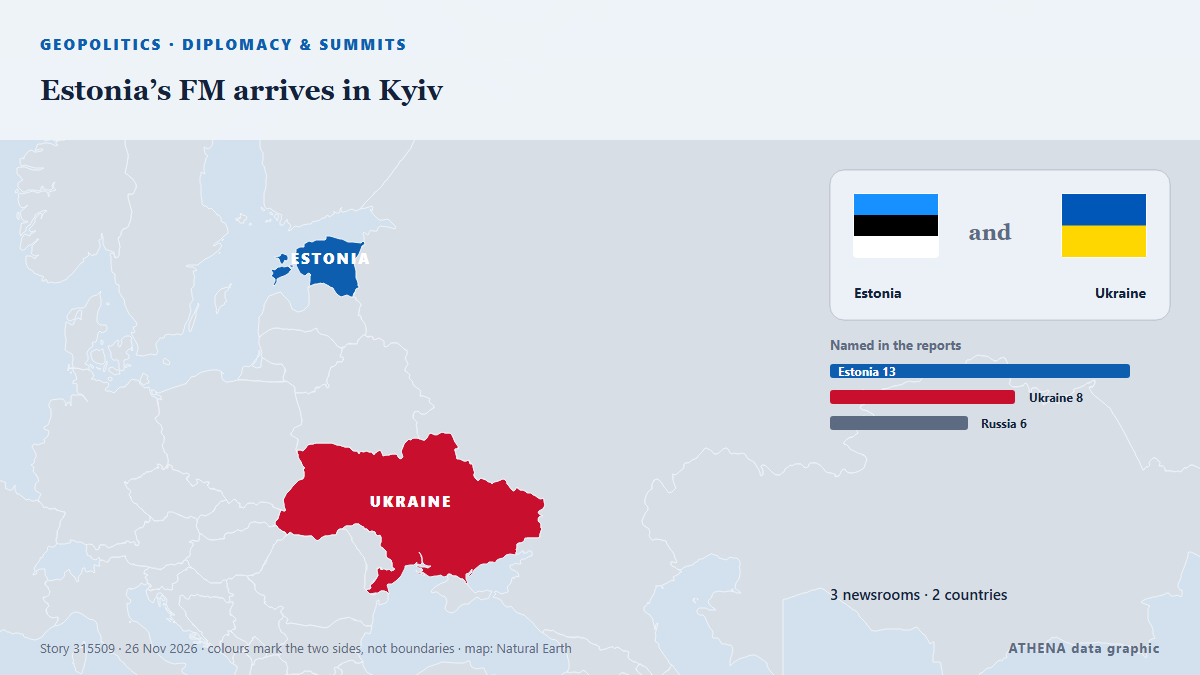 GEOPOLITICS · DIPLOMACY & SUMMITS
Estonia’s FM arrives in Kyiv
ESTONIA
UKRAINE
and
Estonia
Ukraine
Named in the reports
Estonia 13
Ukraine 8
Russia 6
3 newsrooms · 2 countries
Story 315509 · 26 Nov 2026 · colours mark the two sides, not boundaries · map: Natural Earth
ATHENA data graphic